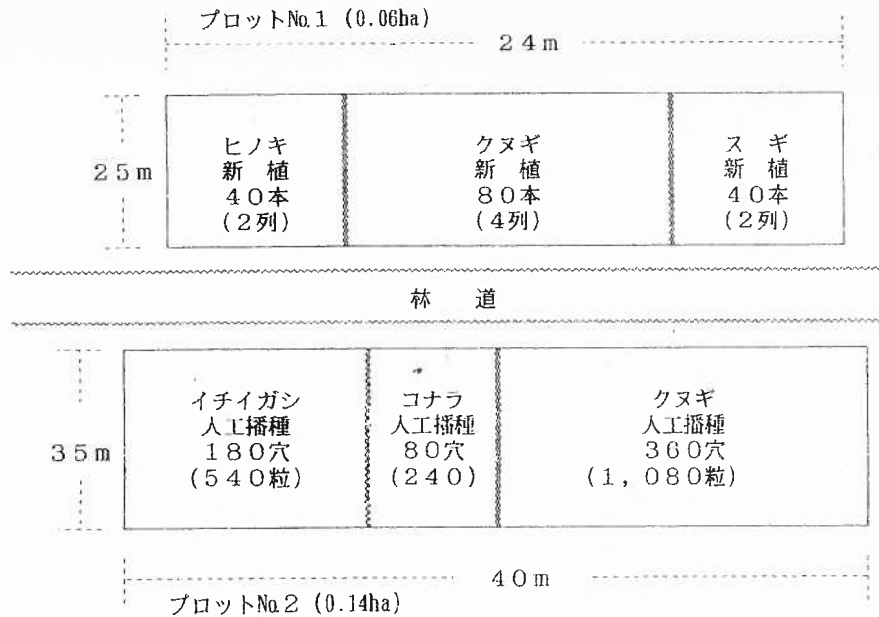 プロット№1 (0.06ha)
24m
25m
ヒノキ
新 植
40本
(2列)
クヌギ
新 植
80本
(4列)
ス ギ
新 植
40本
(2列)
林 道
35m
イチイガシ
人工播種
180穴
(540粒)
コナラ
人工播種
80穴
(240)
クヌギ
人工播種
360穴
(1,080粒)
40m
プロット№2 (0.14ha)